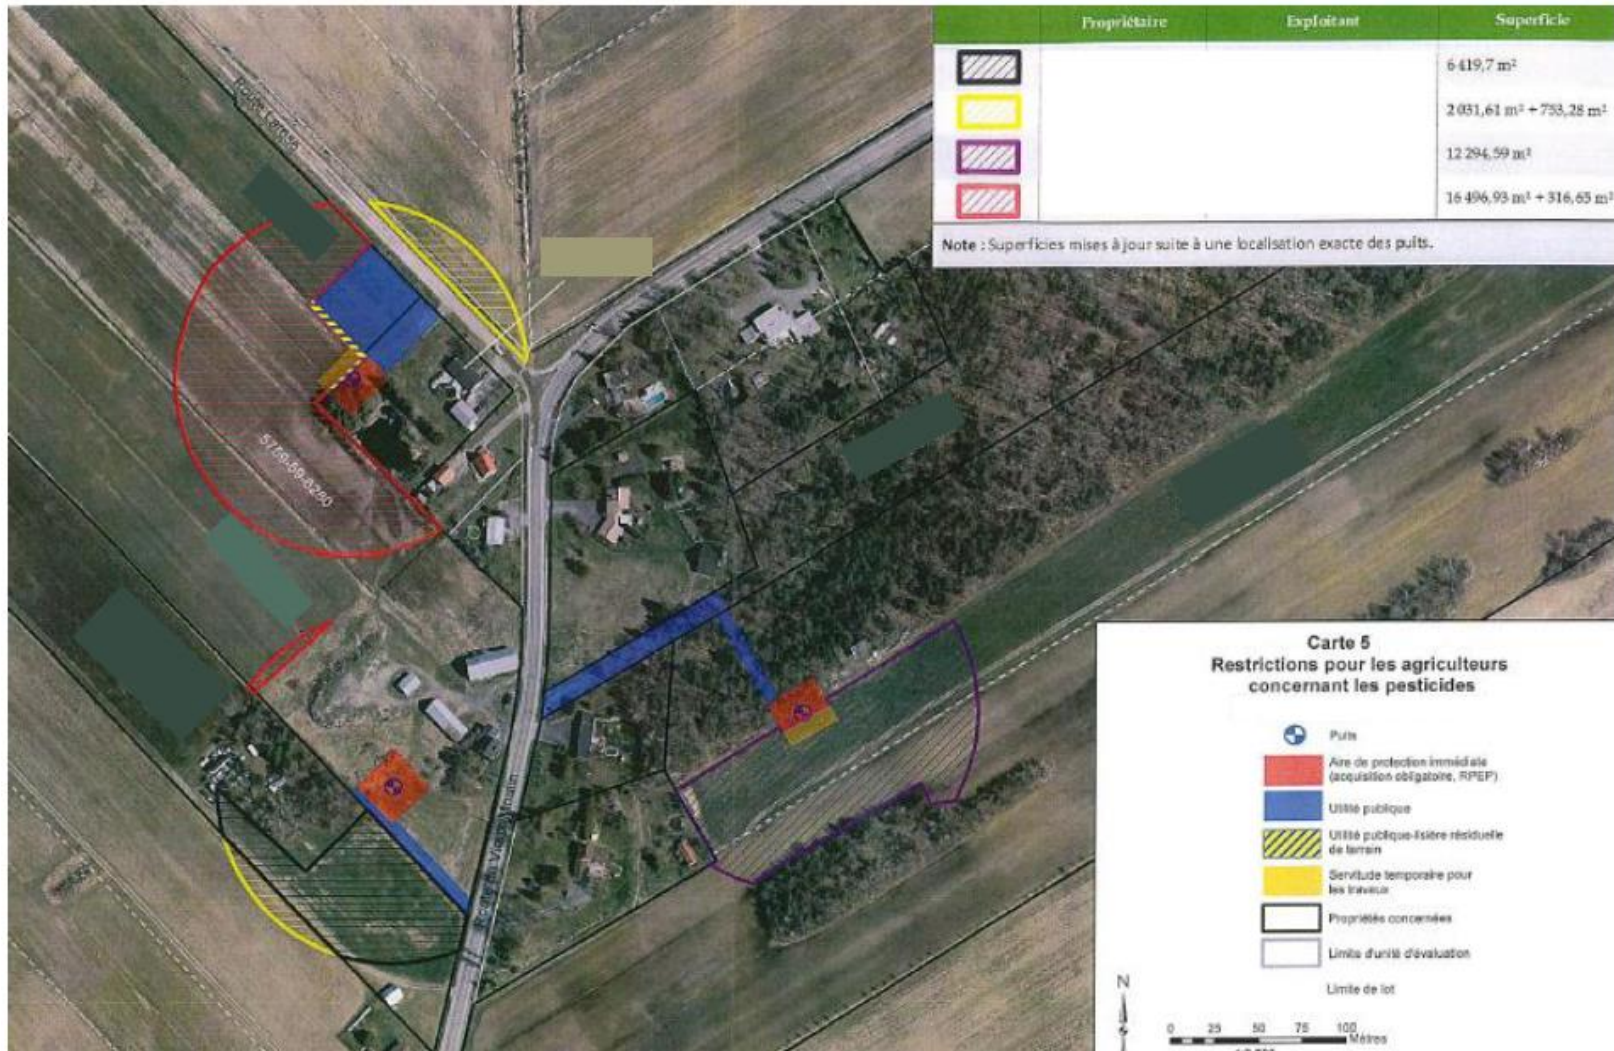 Propriétaire Exploitant Superficie
6 419,7 m²
2 031,61 m² + 753,28 m²
12 294,59 m²
16 496,93 m² + 316,65 m²
Note : Superficies mises à jour suite à une localisation exacte des puits.
5756-59-8280
Carte 5
Restrictions pour les agriculteurs
concernant les pesticides
Puits
Aire de protection immédiate
(acquisition obligatoire, RPEP)
Utilité publique
Utilité publique-lisière résiduelle
de terrain
Servitude temporaire pour
les travaux
Propriétés concernées
Limite d'unité d'évaluation
Limite de lot
N
0 25 50 75 100
Mètres